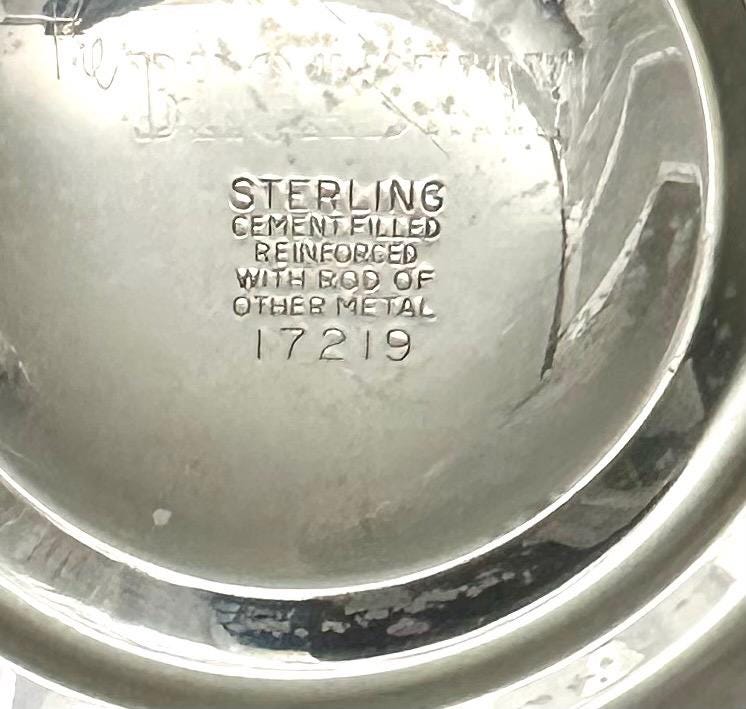 STERLING
CEMENT FILLED
REINFORCED
WITH ROD OF
OTHER METAL
17219